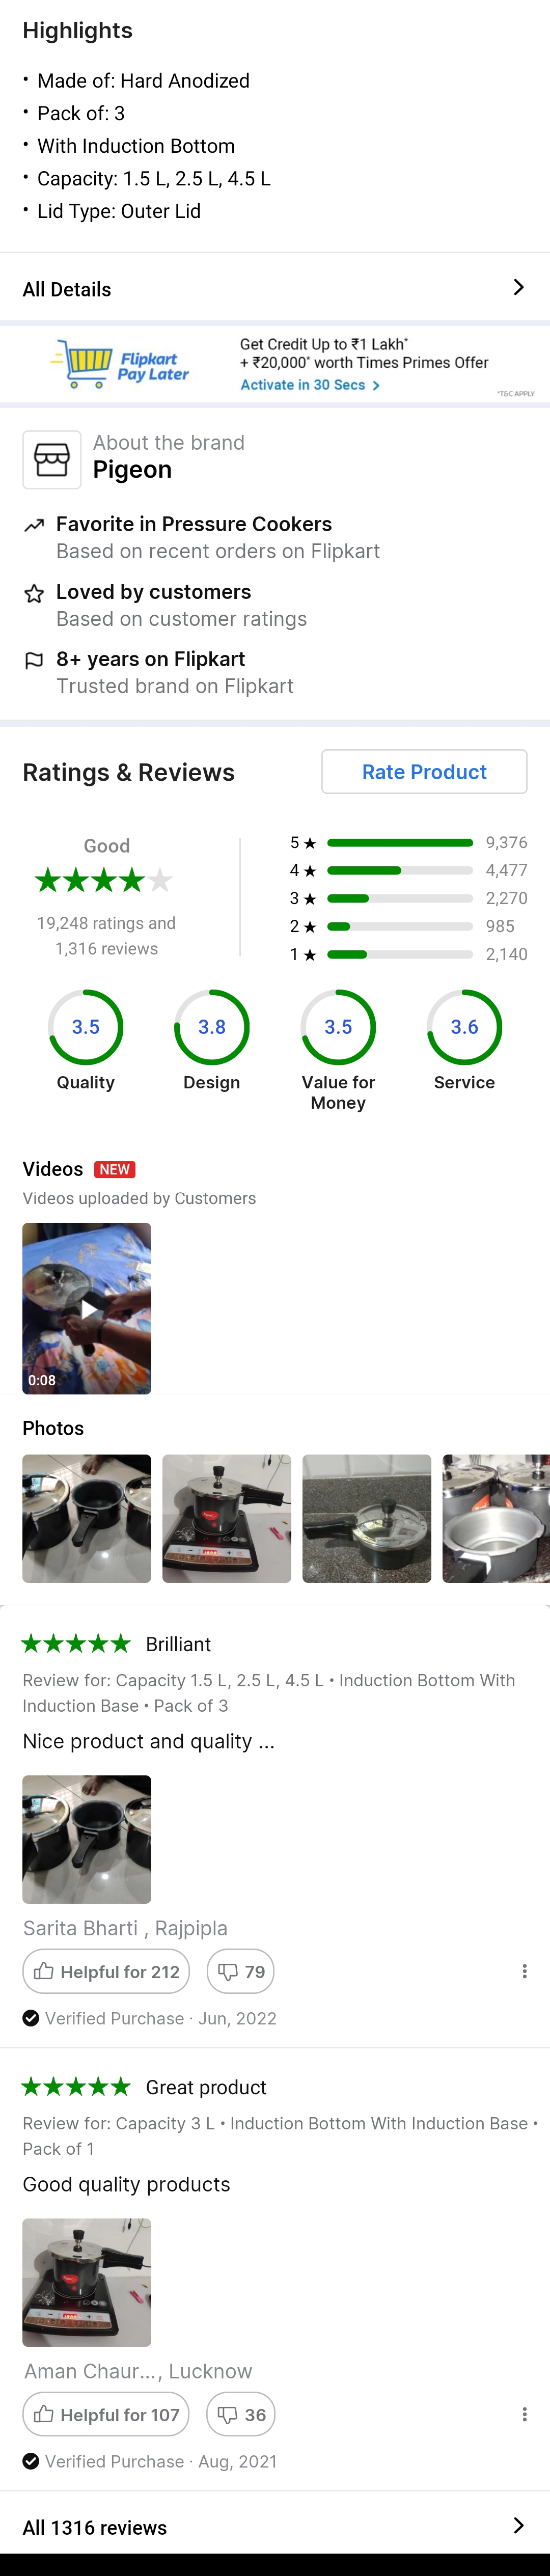 Highlights
• Made of: Hard Anodized
• Pack of: 3
• With Induction Bottom
• Capacity: 1.5 L, 2.5 L, 4.5 L
• Lid Type: Outer Lid
All Details
Flipkart
Pay Later
Get Credit Up to ₹1 Lakh*
+ ₹20,000* worth Times Primes Offer
Activate in 30 Secs
*T&C APPLY
About the brand
Pigeon
Favorite in Pressure Cookers
Based on recent orders on Flipkart
Loved by customers
Based on customer ratings
8+ years on Flipkart
Trusted brand on Flipkart
Ratings & Reviews
Rate Product
Good
19,248 ratings and
1,316 reviews
5 ★ 9,376
4 ★ 4,477
3 ★ 2,270
2 ★ 985
1 ★ 2,140
3.5 3.8 3.5 3.6
Quality Design Value for Money Service
Videos NEW
Videos uploaded by Customers
0:08
Photos
Brilliant
Review for: Capacity 1.5 L, 2.5 L, 4.5 L • Induction Bottom With
Induction Base • Pack of 3
Nice product and quality ...
Sarita Bharti , Rajpipla
Helpful for 212 79
Verified Purchase · Jun, 2022
Great product
Review for: Capacity 3 L • Induction Bottom With Induction Base •
Pack of 1
Good quality products
Aman Chaur..., Lucknow
Helpful for 107 36
Verified Purchase · Aug, 2021
All 1316 reviews